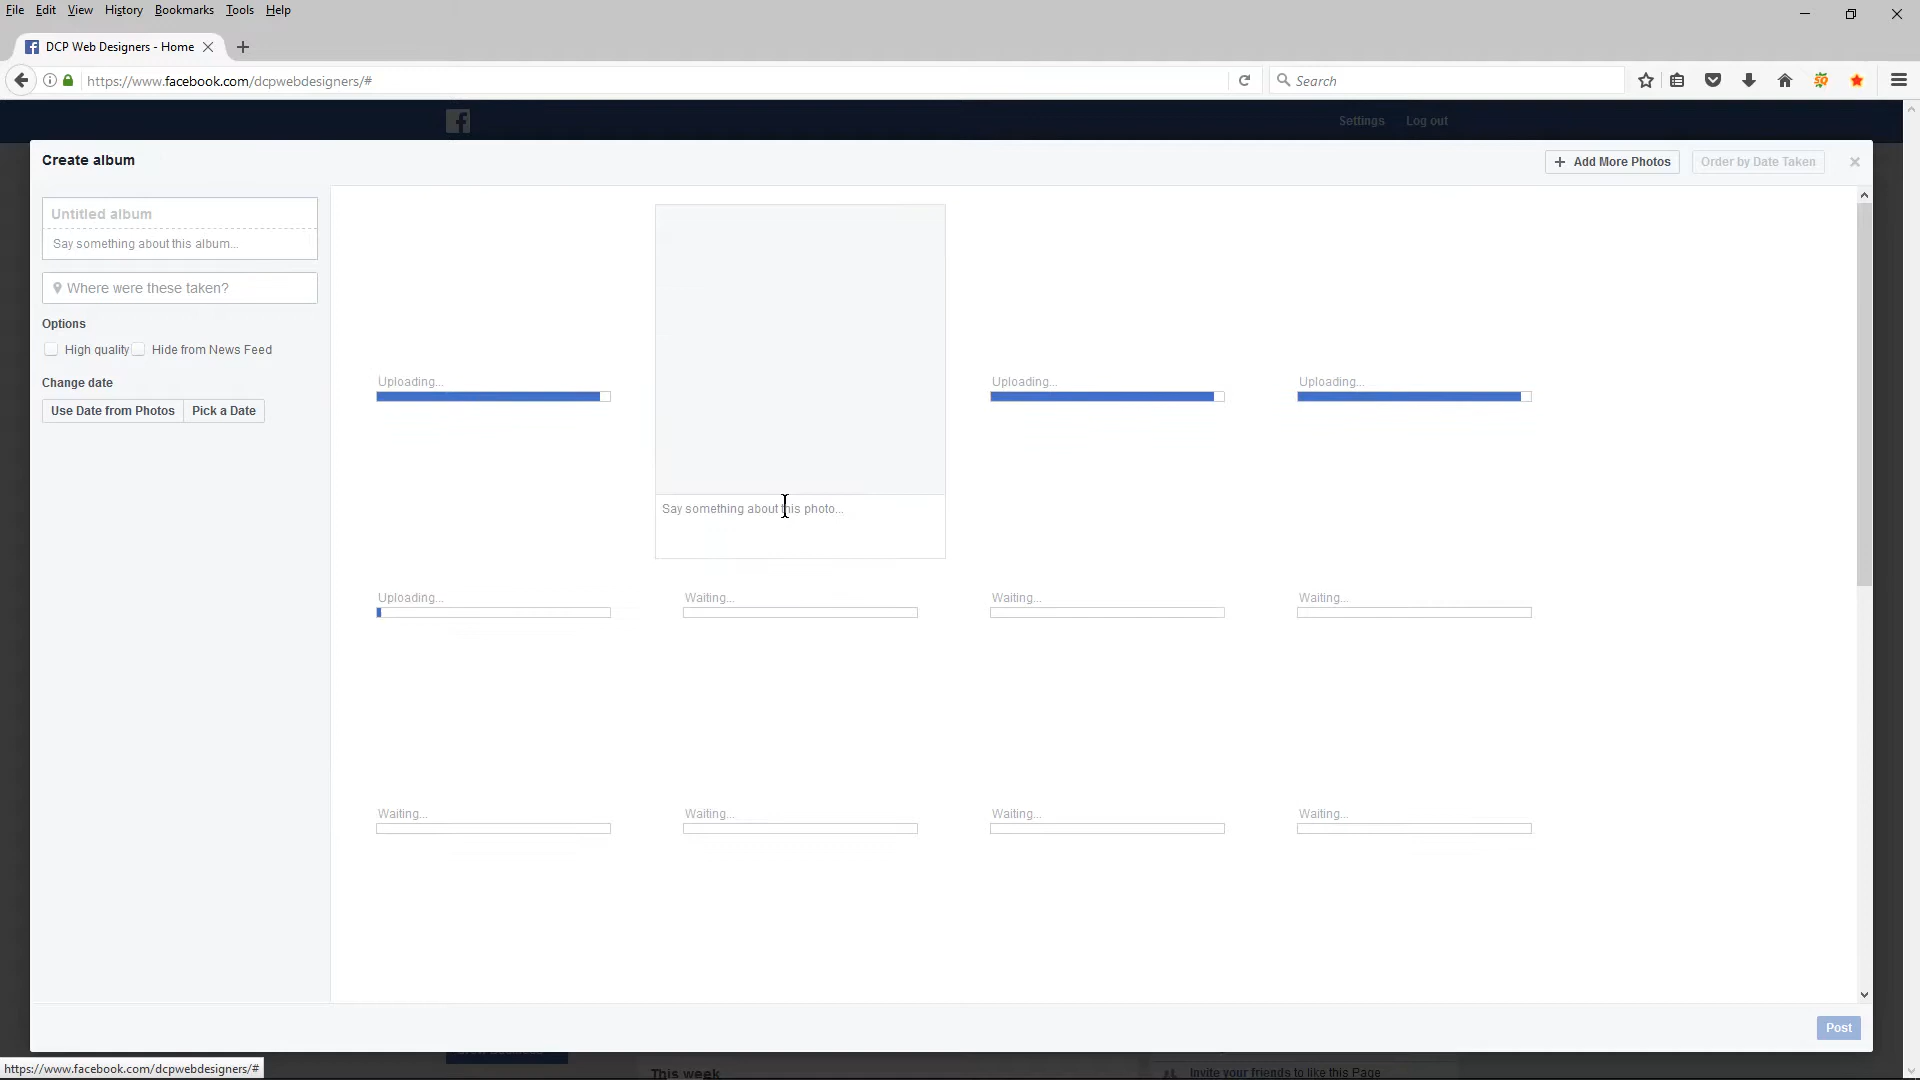 File Edit View History Bookmarks Tools Help
DCP Web Designers - Home
https://www.facebook.com/dcpwebdesigners/#
Search
Settings Log out
Create album
+ Add More Photos
Order by Date Taken
Untitled album
Say something about this album...
Where were these taken?
Options
High quality Hide from News Feed
Change date
Use Date from Photos Pick a Date
Uploading...
Say something about this photo...
Uploading...
Uploading...
Uploading...
Waiting...
Waiting...
Waiting...
Waiting...
Waiting...
Waiting...
Waiting...
Post
This week
Invite your friends to like this Page
https://www.facebook.com/dcpwebdesigners/#